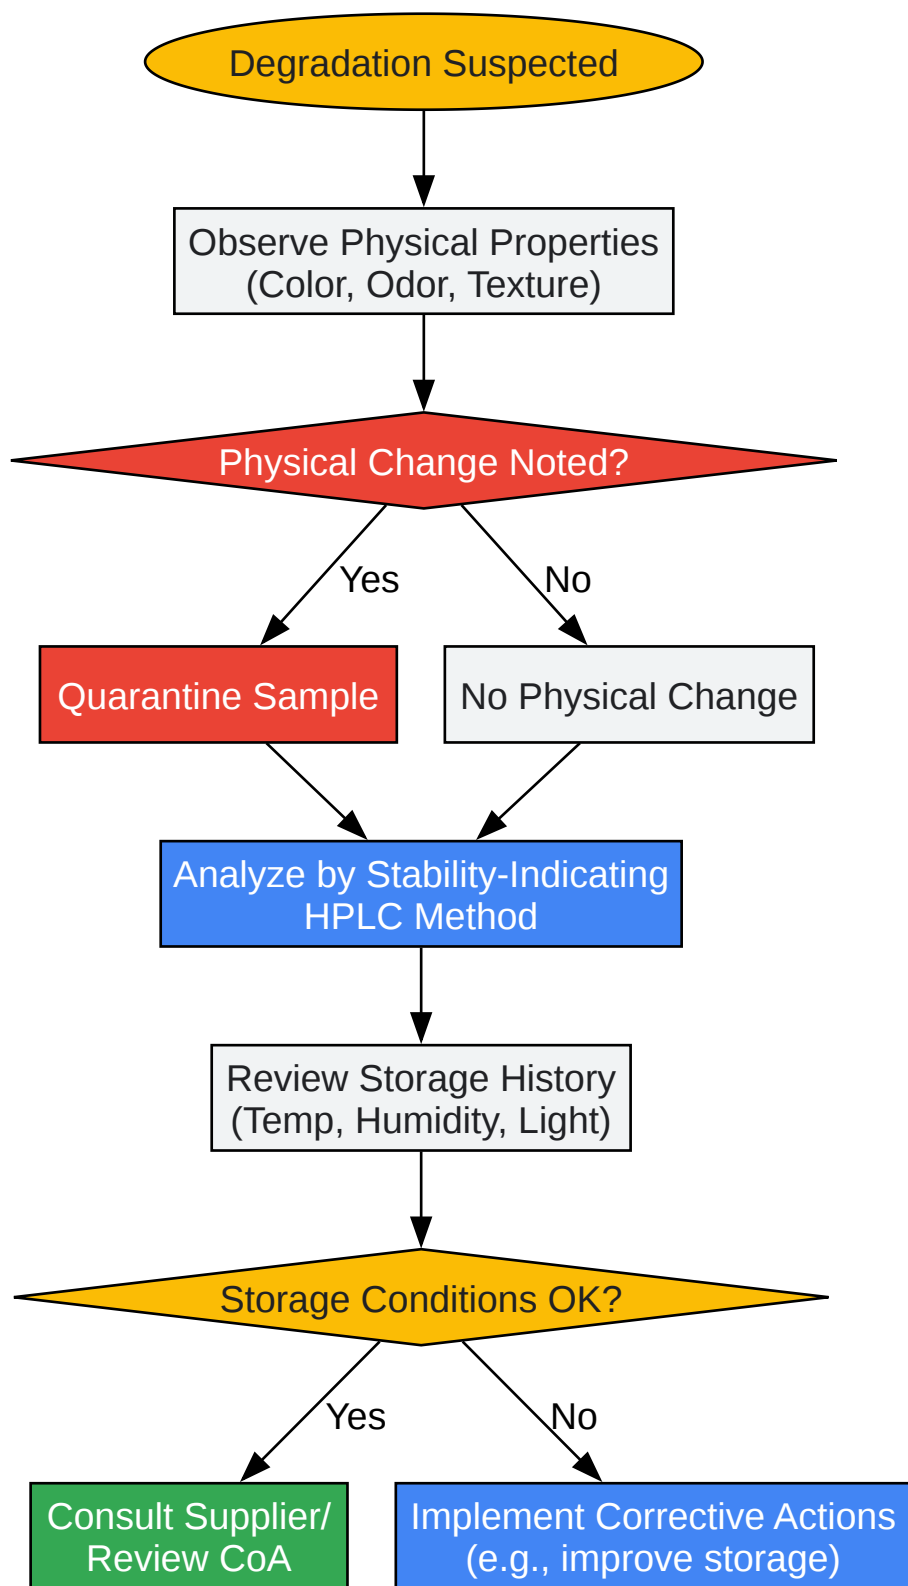 Degradation Suspected
Observe Physical Properties
(Color, Odor, Texture)
Physical Change Noted?
Yes
No
Quarantine Sample
No Physical Change
Analyze by Stability-Indicating
HPLC Method
Review Storage History
(Temp, Humidity, Light)
Storage Conditions OK?
Yes
No
Consult Supplier/
Review CoA
Implement Corrective Actions
(e.g., improve storage)